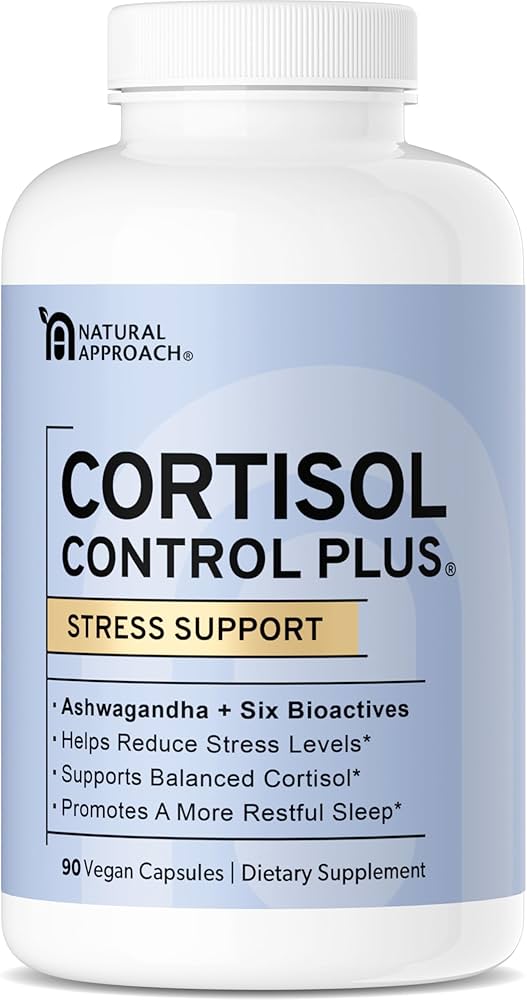 NATURAL
APPROACH®
CORTISOL
CONTROL PLUS®
STRESS SUPPORT
· Ashwagandha + Six Bioactives
· Helps Reduce Stress Levels*
· Supports Balanced Cortisol*
· Promotes A More Restful Sleep*
90 Vegan Capsules | Dietary Supplement